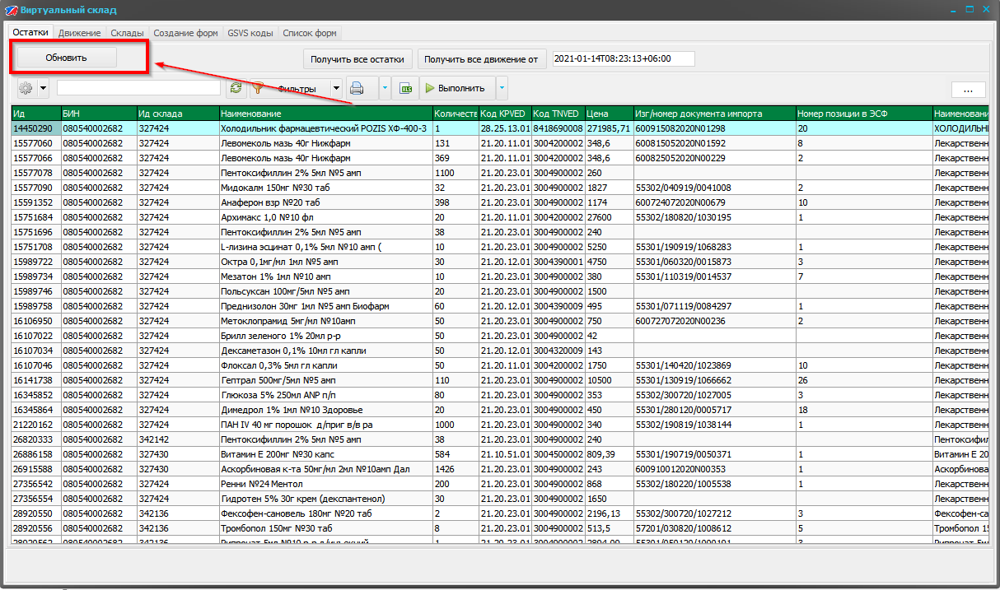 Виртуальный склад
Остатки Движение Склады Создание форм GSVS коды Список форм
Обновить Получить все остатки Получить все движение от 2021-01-14T08:23:13+06:00
Фильтры XLS Выполнить ...
Ид БИН Ид склада Наименование Количеств Код KPVED Код TNVED Цена Изг/номер документа импорта Номер позиции в ЭСФ Наименовани
14450290 080540002682 327424 Холодильник фармацевтический POZIS ХФ-400-3 1 28.25.13.01 8418690008 271985,71 600915082020N01298 20 ХОЛОДИЛЬНІ
15577060 080540002682 327424 Левомеколь мазь 40г Нижфарм 131 21.20.11.01 3004200002 348,6 600815052020N01592 8 Лекарственн
15577066 080540002682 327424 Левомеколь мазь 40г Нижфарм 369 21.20.11.01 3004200002 348,6 600825052020N00229 2 Лекарственн
15577078 080540002682 327424 Пентоксифиллин 2% 5мл №5 амп 1100 21.20.23.01 3004900002 260 Лекарственн
15577090 080540002682 327424 Мидокалм 150мг №30 таб 32 21.20.23.01 3004900002 1827 55302/040919/0041008 2 Лекарственн
15591352 080540002682 327424 Анаферон взр №20 таб 398 21.20.23.01 3004900002 1174 600724072020N00679 10 Лекарственн
15751684 080540002682 327424 Архимакс 1,0 №10 фл 20 21.20.11.01 3004200002 27600 55302/180820/1030195 1 Лекарственн
15751696 080540002682 327424 Пентоксифиллин 2% 5мл №5 амп 38 21.20.23.01 3004900002 240 Лекарственн
15751708 080540002682 327424 L-лизина эсцинат 0,1% 5мл №10 амп ( 10 21.20.23.01 3004900002 5250 55301/190919/1068283 1 Лекарственн
15989722 080540002682 327424 Октра 0,1мг/мл 1мл №5 амп 30 21.20.12.01 3004390001 4750 55301/060320/0015873 3 Лекарственн
15989734 080540002682 327424 Мезатон 1% 1мл №10 амп 10 21.20.23.01 3004900002 380 55301/110319/0014537 7 Лекарственн
15989746 080540002682 327424 Польсуксан 100мг/5мл №5 амп 20 21.20.23.01 3004900002 1500 Лекарственн
15989758 080540002682 327424 Преднизолон 30мг 1мл №5 амп Биофарм 60 21.20.12.01 3004390009 495 55301/071119/0084297 1 Лекарственн
16106950 080540002682 327424 Метоклопрамид 5мг/мл №10амп 50 21.20.23.01 3004900002 750 600727072020N00236 2 Лекарственн
16107022 080540002682 327424 Брилл зеленого 1% 20мл р-р 50 21.20.23.01 3004900002 42 Лекарственн
16107034 080540002682 327424 Дексаметазон 0,1% 10мл гл капли 50 21.20.12.01 3004320009 143 Лекарственн
16107046 080540002682 327424 Флоксал 0,3% 5мл гл капли 50 21.20.11.01 3004200002 1750 55301/140420/1023869 10 Лекарственн
16141738 080540002682 327424 Гептрал 500мг/5мл №5 амп 110 21.20.23.01 3004900002 10500 55301/130919/1066662 26 Лекарственн
16345852 080540002682 327424 Глюкоза 5% 250мл ANP п/п 80 21.20.23.01 3004900002 353 55302/300720/1027005 3 Лекарственн
16345864 080540002682 327424 Димедрол 1% 1мл №10 Здоровье 20 21.20.23.01 3004900002 450 55301/280120/0005717 18 Лекарственн
21220162 080540002682 327424 ПАН IV 40 мг порошок д/приг в/в ра 1000 21.20.23.01 3004900002 340 55302/190819/1038144 1 Лекарственн
26820333 080540002682 342142 Пентоксифиллин 2% 5мл №5 амп 38 21.20.23.01 3004900002 240 Пентоксифил
26886158 080540002682 327430 Витамин Е 200мг №30 капс 584 21.10.51.01 3004500002 809,39 55301/190719/0050371 1 Витамин Е 20
26915588 080540002682 327430 Аскорбиновая к-та 50мг/мл 2мл №10амп Дал 1426 21.20.23.01 3004900002 243 600910012020N00353 1 Аскорбинова
27356542 080540002682 327424 Ренни №24 Ментол 200 21.20.23.01 3004900002 868 55302/180220/1005538 1 Лекарственн
27356554 080540002682 327424 Гидротен 5% 30г крем (декспантенол) 30 21.20.23.01 3004900002 1650 Лекарственн
28920550 080540002682 342136 Фексофен-сановель 180мг №20 таб 2 21.20.23.01 3004900002 2196,13 55302/300720/1027212 3 Фексофен-са
28920556 080540002682 342136 Тромбопол 150мг №30 таб 8 21.20.23.01 3004900002 513,5 57201/030820/1008612 5 Тромбопол 15